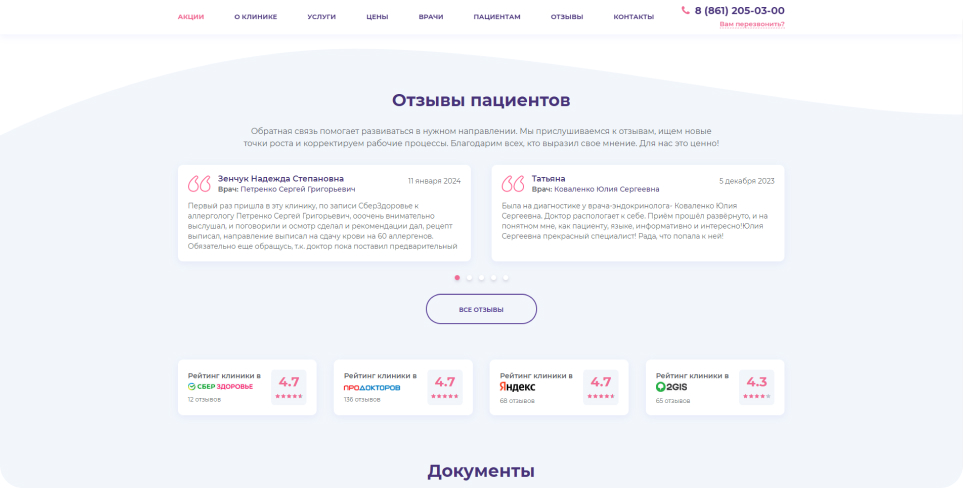 АКЦИИ О КЛИНИКЕ УСЛУГИ ЦЕНЫ ВРАЧИ ПАЦИЕНТАМ ОТЗЫВЫ КОНТАКТЫ 8 (861) 205-03-00
Вам перезвонить?
Отзывы пациентов
Обратная связь помогает развиваться в нужном направлении. Мы прислушиваемся к отзывам, ищем новые
точки роста и корректируем рабочие процессы. Благодарим всех, кто выразил свое мнение. Для нас это ценно!
Зенчук Надежда Степановна
Врач: Петренко Сергей Григорьевич
11 января 2024
Первый раз пришла в эту клинику, по записи СберЗдоровье к
аллергологу Петренко Сергей Григорьевич, ооочень внимательно
выслушал, и поговорили и осмотр сделал и рекомендации дал, рецепт
выписал, направление выписал на сдачу крови на 60 аллергенов.
Обязательно еще обращусь, т.к. доктор пока поставил предварительный
Татьяна
Врач: Коваленко Юлия Сергеевна
5 декабря 2023
Была на диагностике у врача-эндокринолога- Коваленко Юлия
Сергеевна. Доктор распологает к себе. Приём прошёл развёрнуто, и на
понятном мне, как пациенту, языке, информативно и интересно!Юлия
Сергеевна прекрасный специалист! Рада, что попала к ней!
ВСЕ ОТЗЫВЫ
Рейтинг клиники в
СБЕР ЗДОРОВЬЕ
12 отзывов
4.7
Рейтинг клиники в
ПРОДОКТОРОВ
136 отзывов
4.7
Рейтинг клиники в
Яндекс
68 отзывов
4.7
Рейтинг клиники в
2GIS
65 отзывов
4.3
Документы